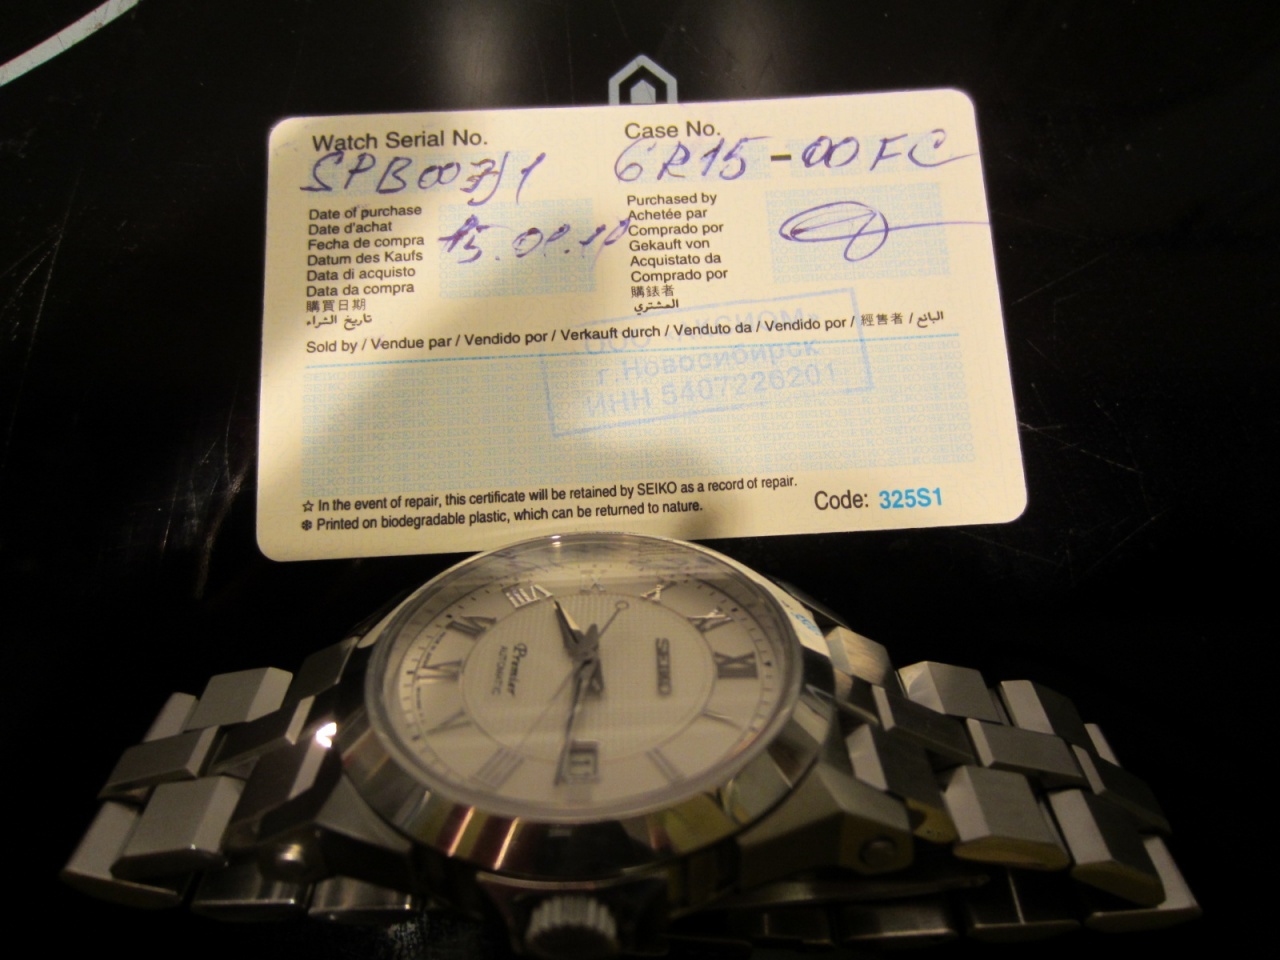 Watch Serial No.
SPB007J1
Case No.
6R15-00FC
Date of purchase
Date d'achat
Fecha de compra
Datum des Kaufs
Data di acquisto
Data da compra
購買日期
تاريخ الشراء
15.01.10
Purchased by
Achetée par
Comprado por
Gekauft von
Acquistato da
Comprado por
購錶者
المشتري
Sold by / Vendue par / Vendido por / Verkauft durch / Venduto da / Vendido por / 經售者 / البائع
ООО «АКСИОМ»
г.Новосибирск
ИНН 5407226201
☆ In the event of repair, this certificate will be retained by SEIKO as a record of repair.
❄ Printed on biodegradable plastic, which can be returned to nature.
Code: 325S1
SEIKO
Premier
AUTOMATIC
11